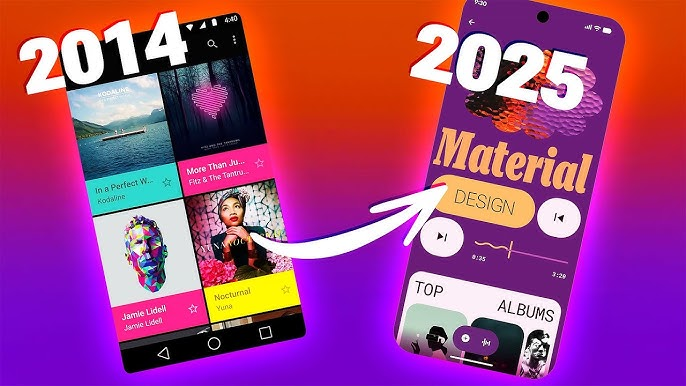 2014
4:40
KODALINE
In a Perfect W...
Kodaline
More Than Ju...
Fitz & The Tantru...
Jamie Lidell
Jamie Lidell
Nocturnal
Yuna
2025
9:30
Material
DESIGN
0:35
3:20
TOP
ALBUMS